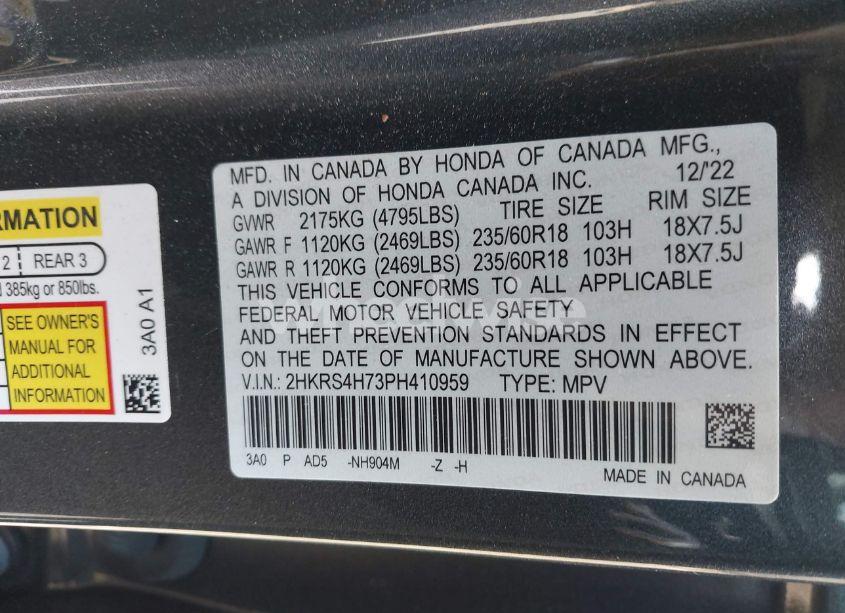 RMATION
2 REAR 3
385kg or 850lbs.
SEE OWNER'S
MANUAL FOR
ADDITIONAL
INFORMATION
3A0 A1
MFD. IN CANADA BY HONDA OF CANADA MFG.,
A DIVISION OF HONDA CANADA INC. 12/'22
GVWR 2175KG (4795LBS) TIRE SIZE RIM SIZE
GAWR F 1120KG (2469LBS) 235/60R18 103H 18X7.5J
GAWR R 1120KG (2469LBS) 235/60R18 103H 18X7.5J
THIS VEHICLE CONFORMS TO ALL APPLICABLE
FEDERAL MOTOR VEHICLE SAFETY
AND THEFT PREVENTION STANDARDS IN EFFECT
ON THE DATE OF MANUFACTURE SHOWN ABOVE.
V.I.N.: 2HKRS4H73PH410959 TYPE: MPV
3A0 P AD5 -NH904M -Z -H
MADE IN CANADA